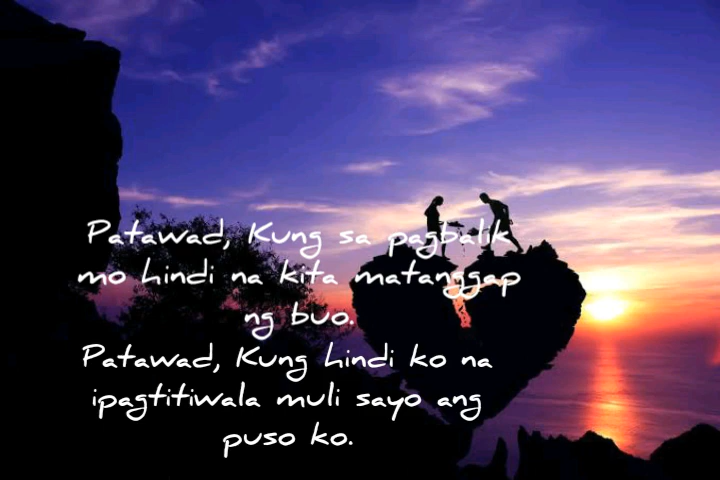 Patawad, Kung sa pagbalik
mo hindi na kita matanggap
ng buo.
Patawad, Kung hindi ko na
ipagtitiwala muli sayo ang
puso ko.